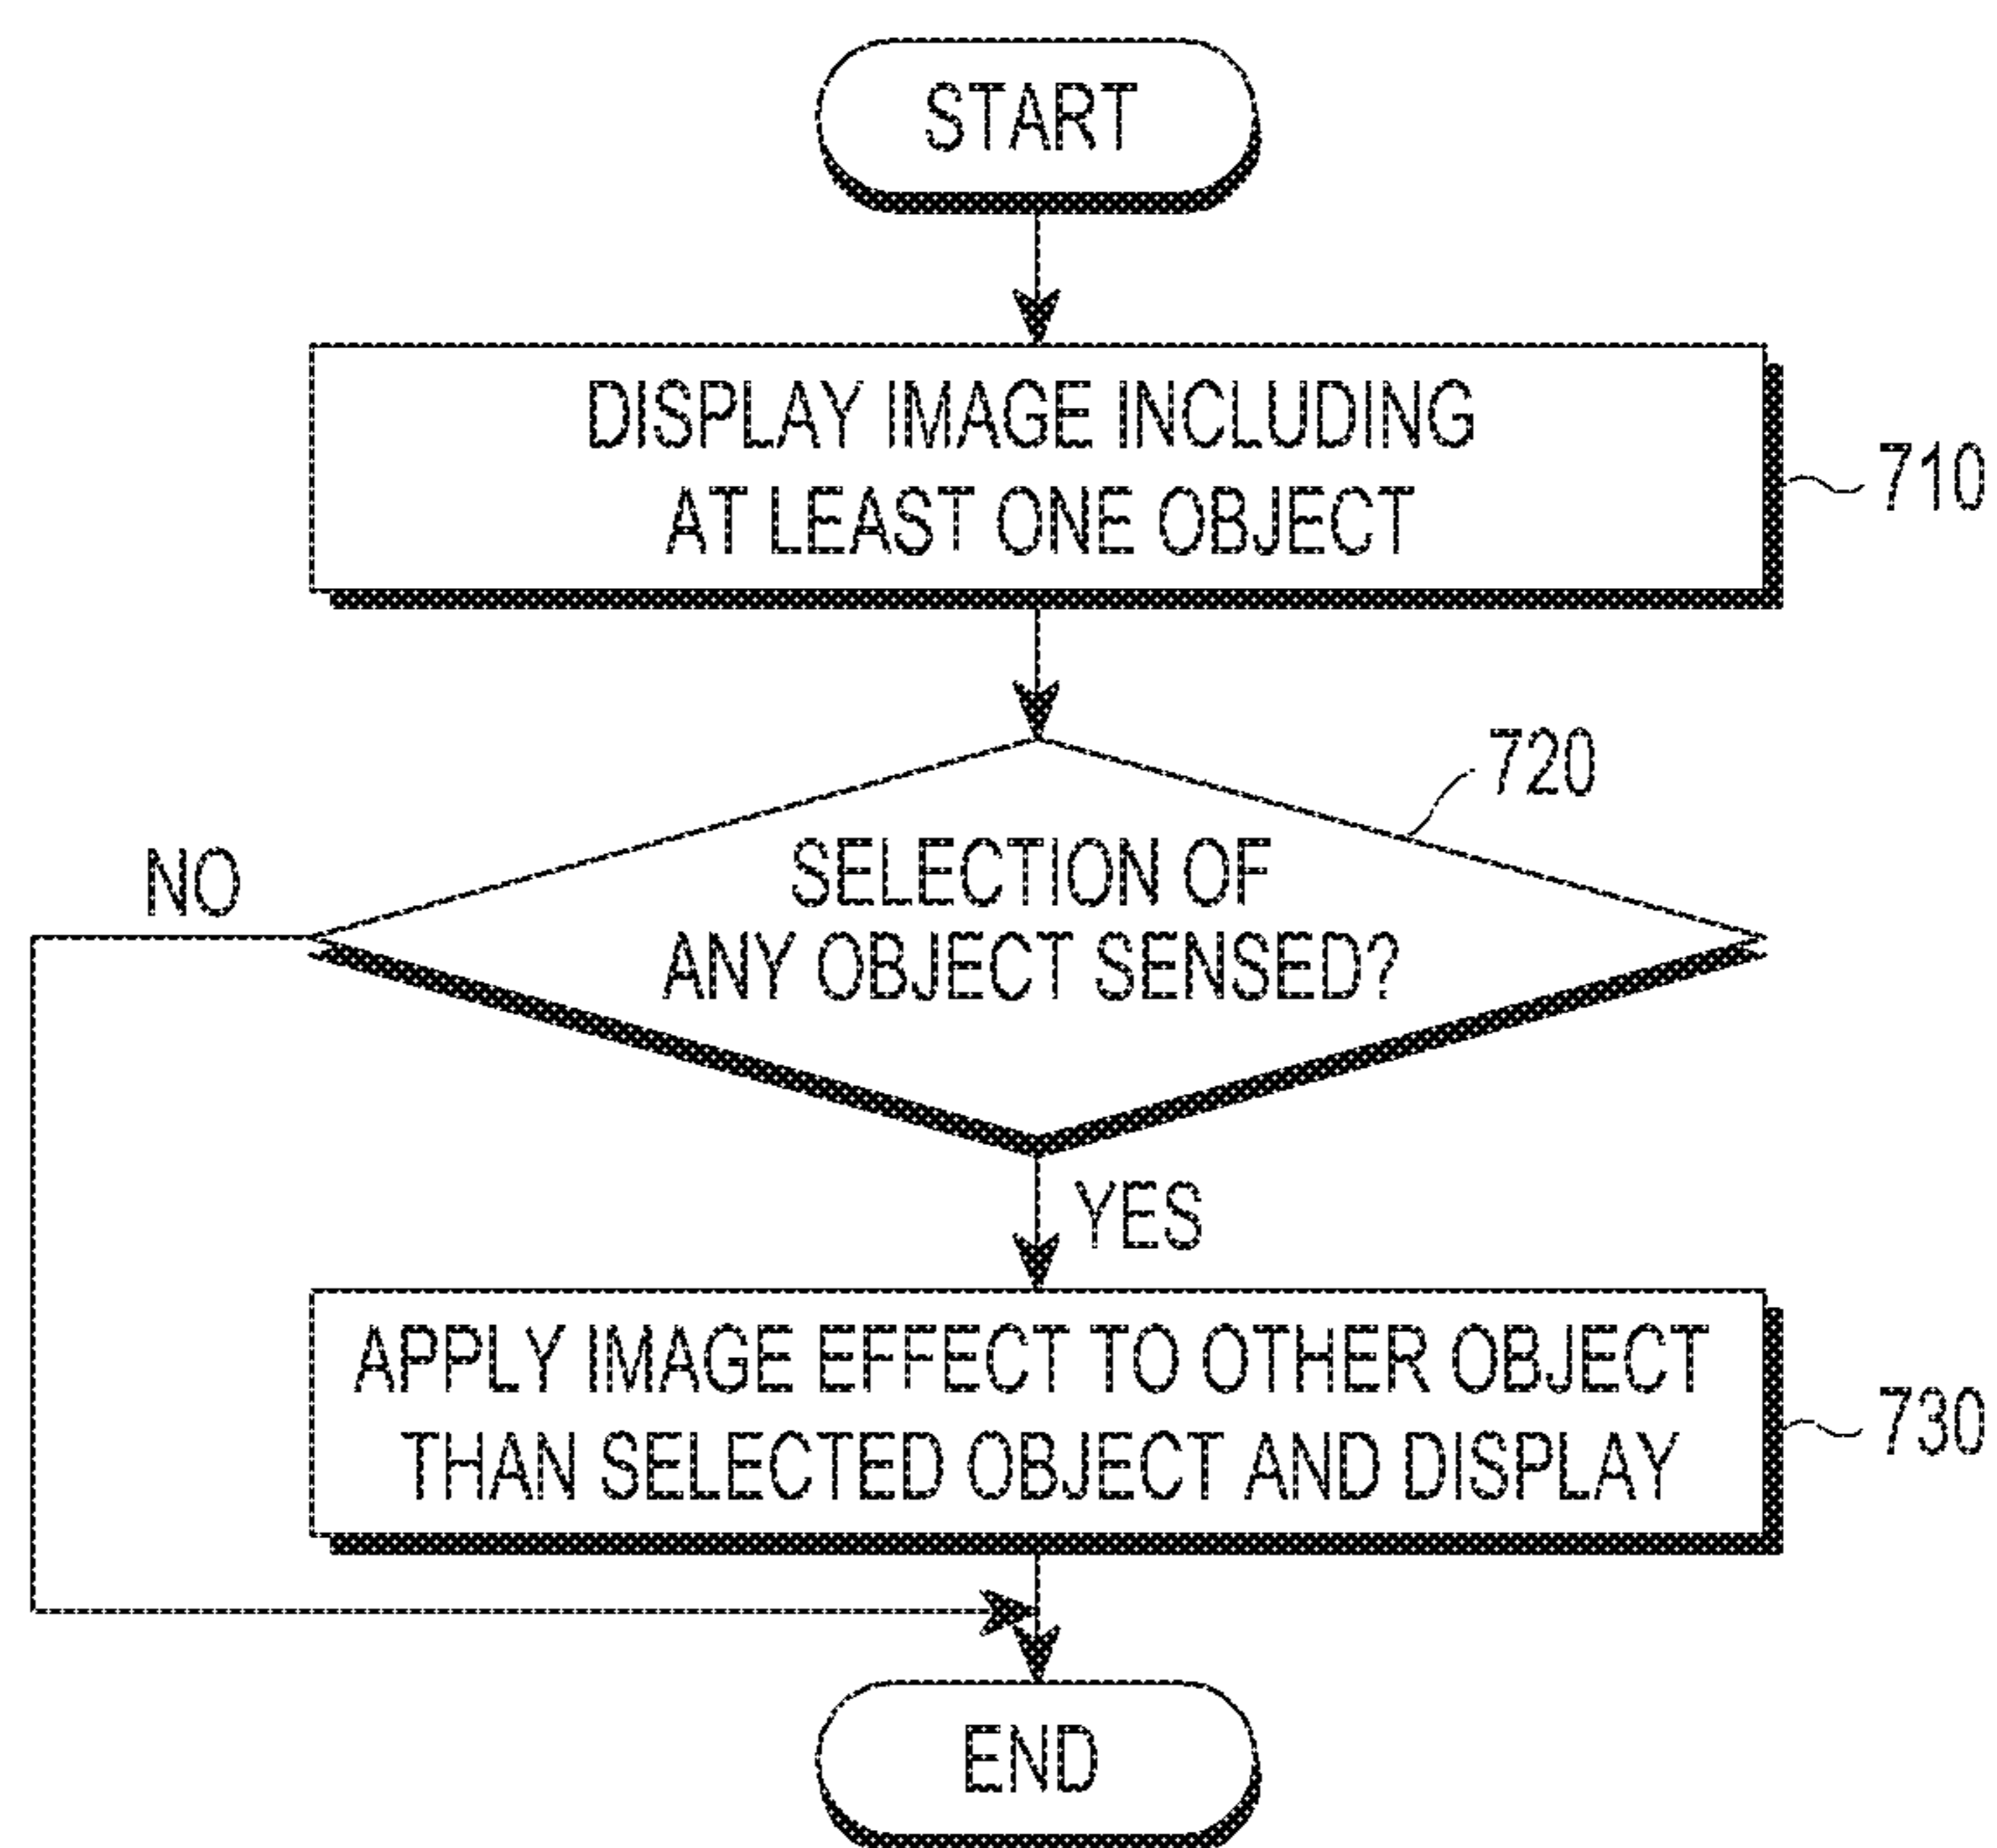 START
DISPLAY IMAGE INCLUDING
AT LEAST ONE OBJECT
710
720
NO
SELECTION OF
ANY OBJECT SENSED?
YES
APPLY IMAGE EFFECT TO OTHER OBJECT
THAN SELECTED OBJECT AND DISPLAY
730
END